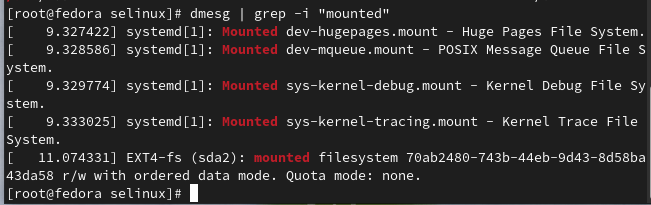 [root@fedora selinux]# dmesg | grep -i "mounted"
[    9.327422] systemd[1]: Mounted dev-hugepages.mount - Huge Pages File System.
[    9.328586] systemd[1]: Mounted dev-mqueue.mount - POSIX Message Queue File S
ystem.
[    9.329774] systemd[1]: Mounted sys-kernel-debug.mount - Kernel Debug File Sy
stem.
[    9.333025] systemd[1]: Mounted sys-kernel-tracing.mount - Kernel Trace File
System.
[   11.074331] EXT4-fs (sda2): mounted filesystem 70ab2480-743b-44eb-9d43-8d58ba
43da58 r/w with ordered data mode. Quota mode: none.
[root@fedora selinux]#